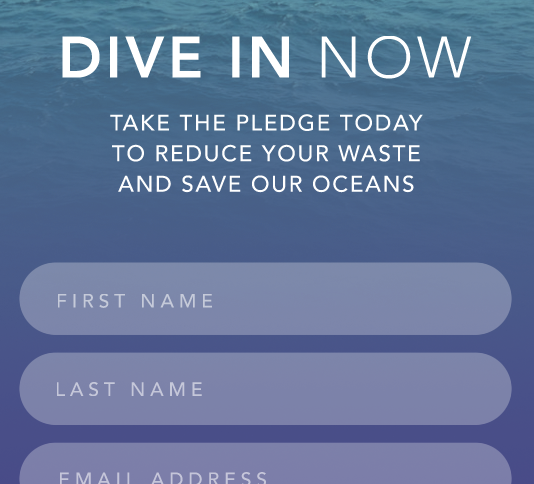 DIVE IN NOW
TAKE THE PLEDGE TODAY
TO REDUCE YOUR WASTE
AND SAVE OUR OCEANS
FIRST NAME
LAST NAME
EMAIL ADDRESS